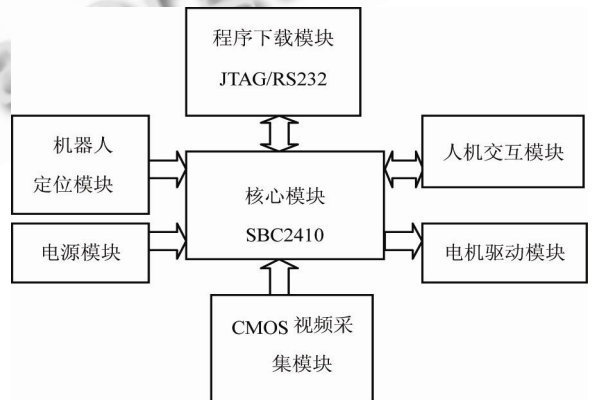 程序下载模块
JTAG/RS232
机器人
定位模块
人机交互模块
核心模块
SBC2410
电源模块
电机驱动模块
CMOS 视频采
集模块